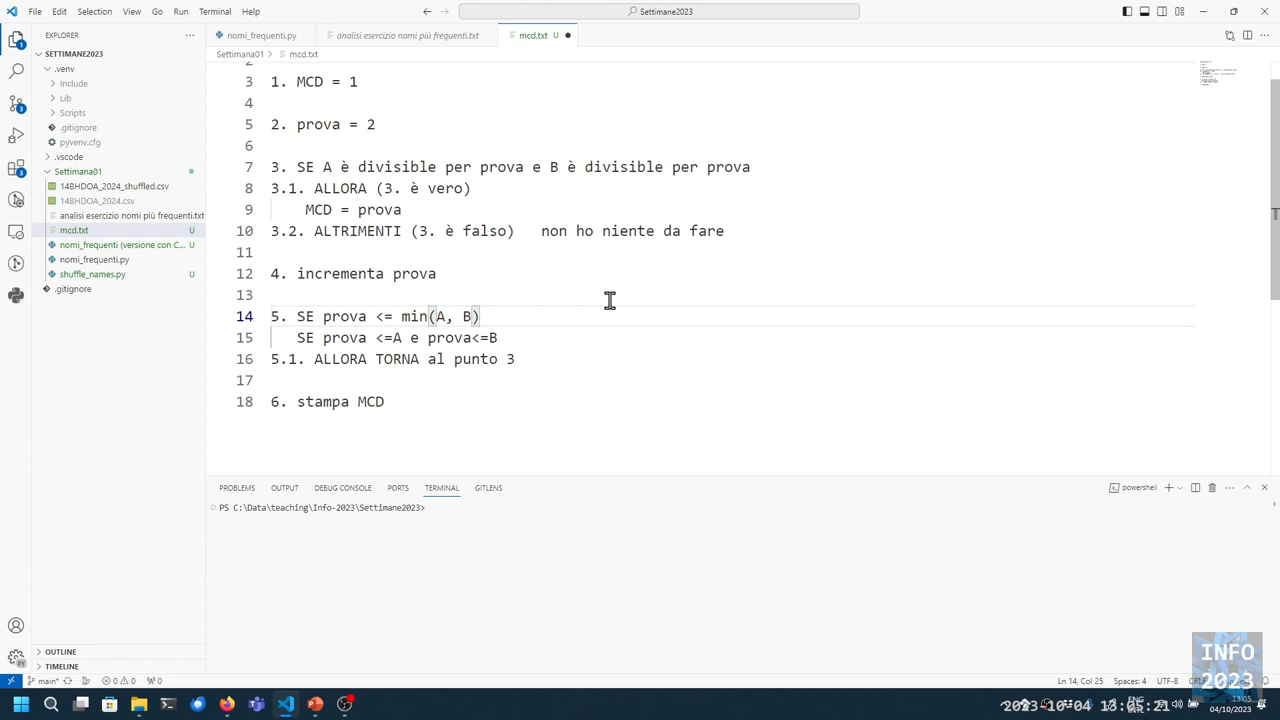 File Edit Selection View Go Run Terminal Help
Settimane2023
EXPLORER
SETTIMANE2023
.venv
Include
Lib
Scripts
.gitignore
pyvenv.cfg
.vscode
Settimana01
14BHDOA_2024_shuffled.csv
14BHDOA_2024.csv
analisi esercizio nomi più frequenti.txt
mcd.txt U
nomi_frequenti (versione con C... U
nomi_frequenti.py
shuffle_names.py U
.gitignore
OUTLINE
TIMELINE
nomi_frequenti.py analisi esercizio nomi più frequenti.txt mcd.txt U
Settimana01 > mcd.txt
2
3 1. MCD = 1
4
5 2. prova = 2
6
7 3. SE A è divisible per prova e B è divisible per prova
8 3.1. ALLORA (3. è vero)
9 MCD = prova
10 3.2. ALTRIMENTI (3. è falso) non ho niente da fare
11
12 4. incrementa prova
13
14 5. SE prova <= min(A, B)
15 SE prova <=A e prova<=B
16 5.1. ALLORA TORNA al punto 3
17
18 6. stampa MCD
PROBLEMS OUTPUT DEBUG CONSOLE PORTS TERMINAL GITLENS
powershell
PS C:\Data\teaching\Info-2023\Settimane2023>
main* 0 0 0
Ln 14, Col 25 Spaces: 4 UTF-8
INFO
2023
ENG
13:05
04/10/2023